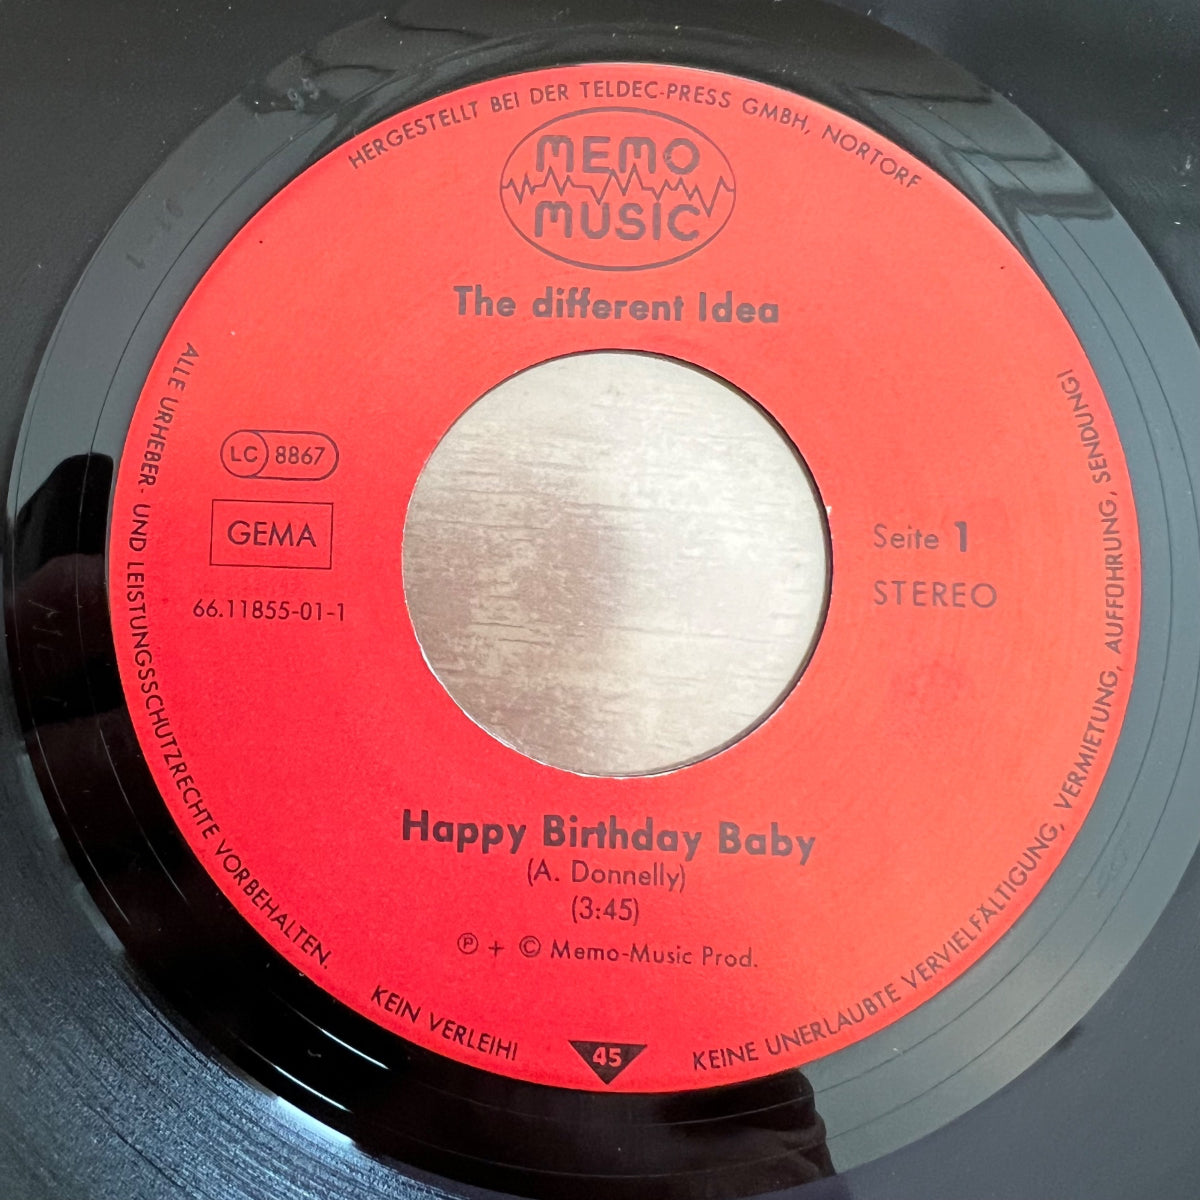 HERGESTELLT BEI DER TELDEC-PRESS GMBH, NORTORF
MEMO
MUSIC
The different Idea
LC 8867
GEMA
66.11855-01-1
Seite 1
STEREO
Happy Birthday Baby
(A. Donnelly)
(3:45)
Ⓟ + © Memo-Music Prod.
ALLE URHEBER- UND LEISTUNGSSCHUTZRECHTE VORBEHALTEN.
KEIN VERLEIH!
45
KEINE UNERLAUBTE VERVIELFÄLTIGUNG, VERMIETUNG, AUFFÜHRUNG, SENDUNG!